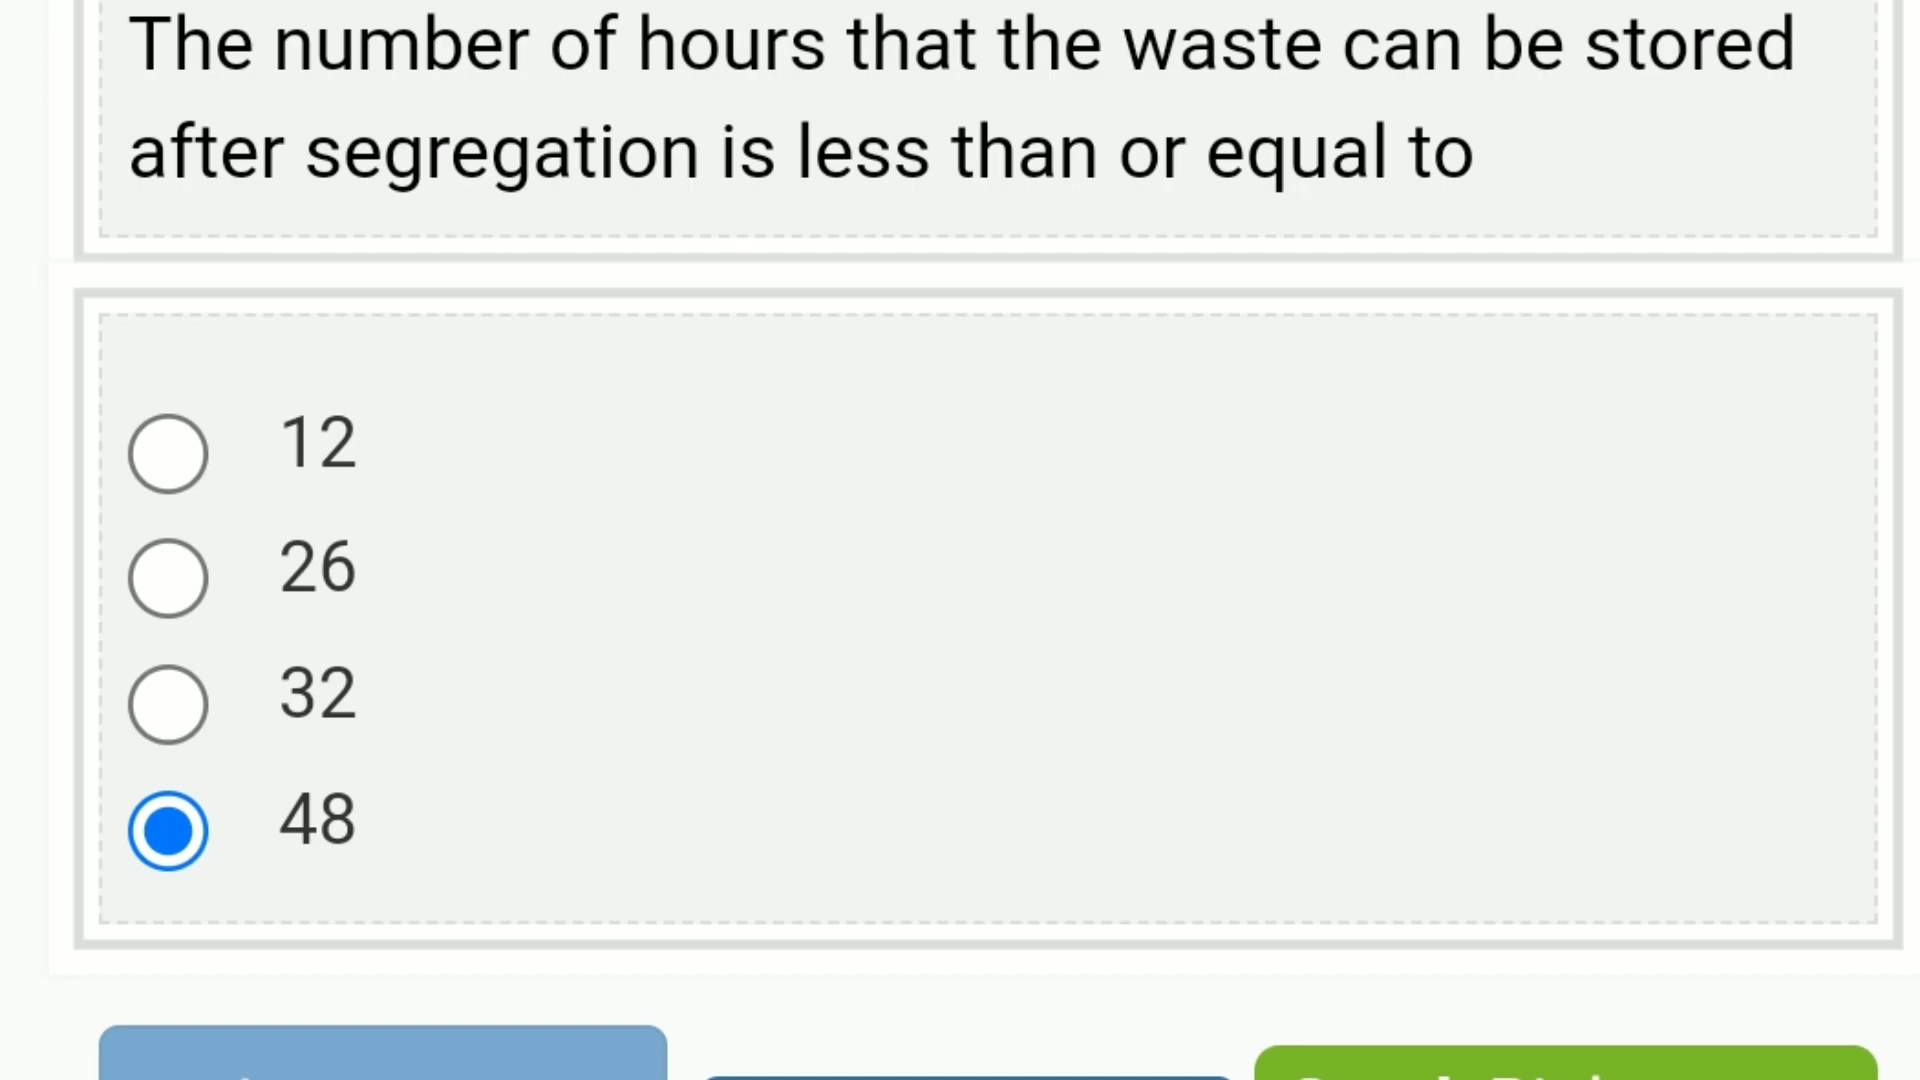 The number of hours that the waste can be stored
after segregation is less than or equal to
12
26
32
48